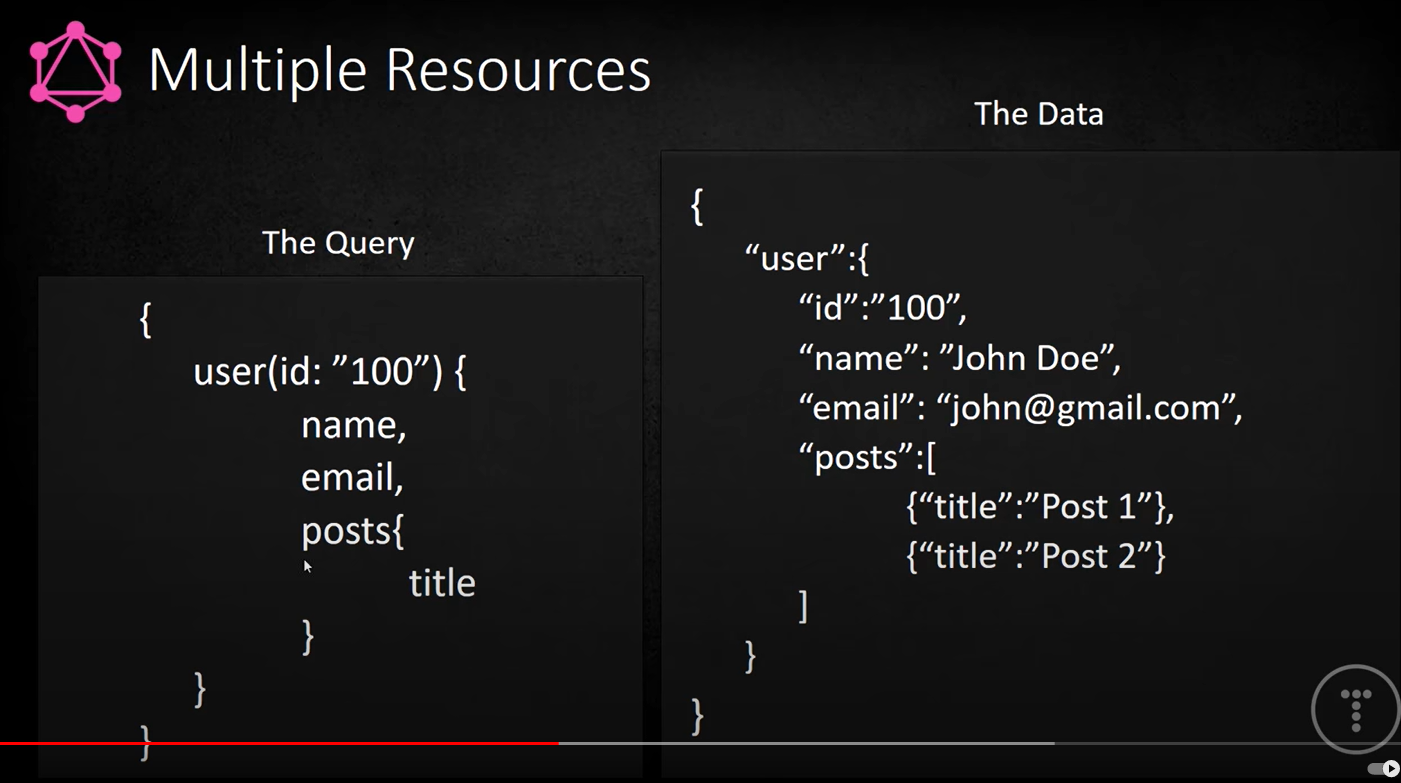 Multiple Resources
The Query
{
user(id: ”100”) {
name,
email,
posts{
title
}
}
}
The Data
{
“user”:{
“id”:”100”,
“name”: ”John Doe”,
“email”: “john@gmail.com”,
“posts”:[
{“title”:”Post 1”},
{“title”:”Post 2”}
]
}
}
T